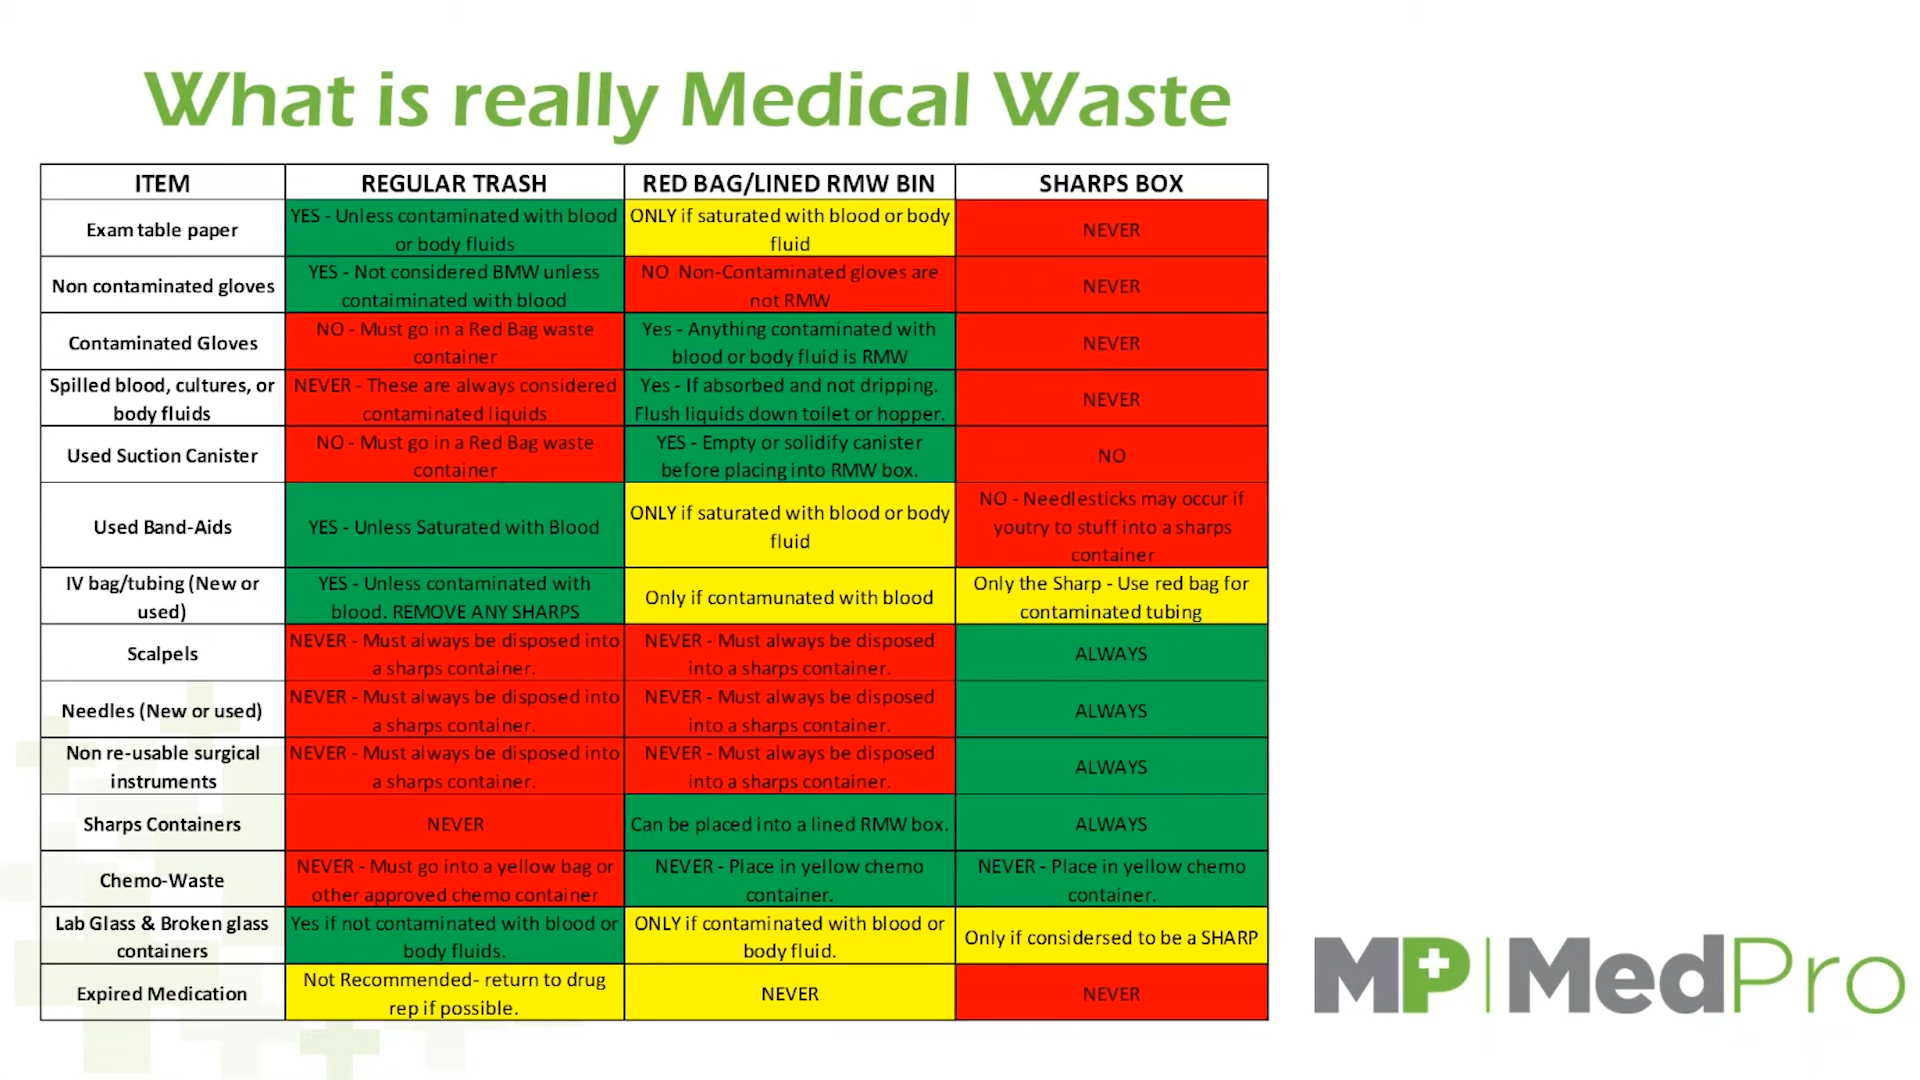 What is really Medical Waste
ITEM
REGULAR TRASH
RED BAG/LINED RMW BIN
SHARPS BOX
Exam table paper
YES - Unless contaminated with blood
or body fluids
ONLY if saturated with blood or body
fluid
NEVER
Non contaminated gloves
YES - Not considered BMW unless
contaiminated with blood
NO  Non-Contaminated gloves are
not RMW
NEVER
Contaminated Gloves
NO - Must go in a Red Bag waste
container
Yes - Anything contaminated with
blood or body fluid is RMW
NEVER
Spilled blood, cultures, or
body fluids
NEVER - These are always considered
contaminated liquids
Yes - If absorbed and not dripping.
Flush liquids down toilet or hopper.
NEVER
Used Suction Canister
NO - Must go in a Red Bag waste
container
YES - Empty or solidify canister
before placing into RMW box.
NO
Used Band-Aids
YES - Unless Saturated with Blood
ONLY if saturated with blood or body
fluid
NO - Needlesticks may occur if
youtry to stuff into a sharps
container
IV bag/tubing (New or
used)
YES - Unless contaminated with
blood. REMOVE ANY SHARPS
Only if contamunated with blood
Only the Sharp - Use red bag for
contaminated tubing
Scalpels
NEVER - Must always be disposed into
a sharps container.
NEVER - Must always be disposed
into a sharps container.
ALWAYS
Needles (New or used)
NEVER - Must always be disposed into
a sharps container.
NEVER - Must always be disposed
into a sharps container.
ALWAYS
Non re-usable surgical
instruments
NEVER - Must always be disposed into
a sharps container.
NEVER - Must always be disposed
into a sharps container.
ALWAYS
Sharps Containers
NEVER
Can be placed into a lined RMW box.
ALWAYS
Chemo-Waste
NEVER - Must go into a yellow bag or
other approved chemo container
NEVER - Place in yellow chemo
container.
NEVER - Place in yellow chemo
container.
Lab Glass & Broken glass
containers
Yes if not contaminated with blood or
body fluids.
ONLY if contaminated with blood or
body fluid.
Only if considersed to be a SHARP
Expired Medication
Not Recommended- return to drug
rep if possible.
NEVER
NEVER
MP MedPro